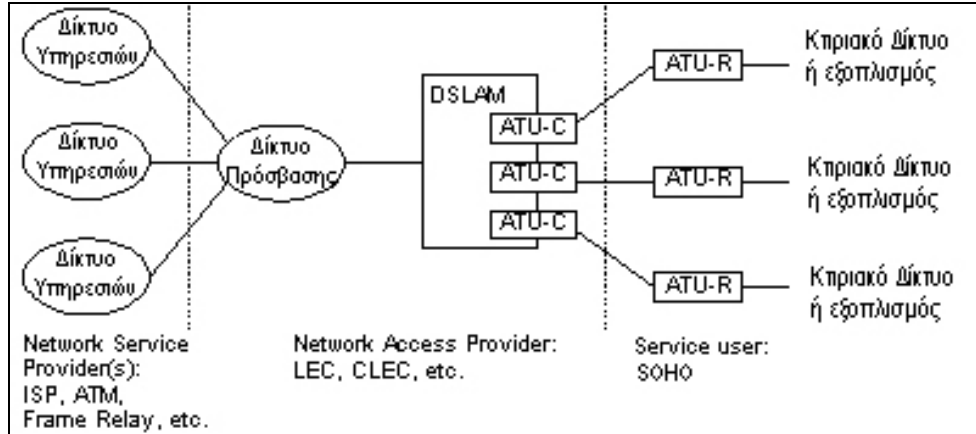 Δίκτυο
Υπηρεσιών
Δίκτυο
Υπηρεσιών
Δίκτυο
Υπηρεσιών
Δίκτυο
Πρόσβασης
DSLAM
ATU-C
ATU-C
ATU-C
ATU-R
ATU-R
ATU-R
Κτιριακό Δίκτυο
ή εξοπλισμός
Κτιριακό Δίκτυο
ή εξοπλισμός
Κτιριακό Δίκτυο
ή εξοπλισμός
Network Service
Provider(s):
ISP, ATM,
Frame Relay, etc.
Network Access Provider:
LEC, CLEC, etc.
Service user:
SOHO